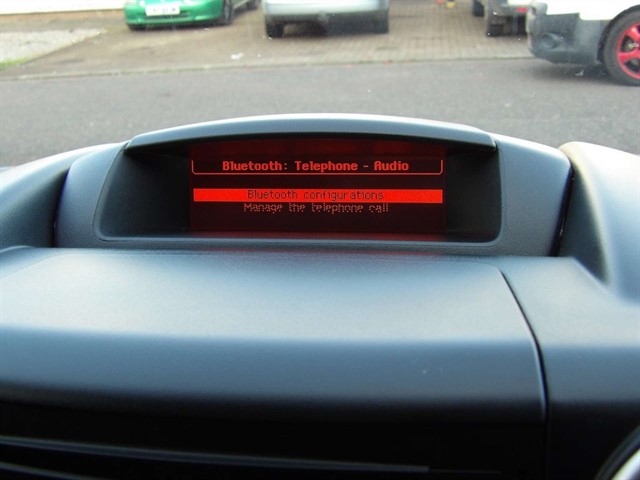 Bluetooth: Telephone - Audio
Bluetooth configurations
Manage the telephone call